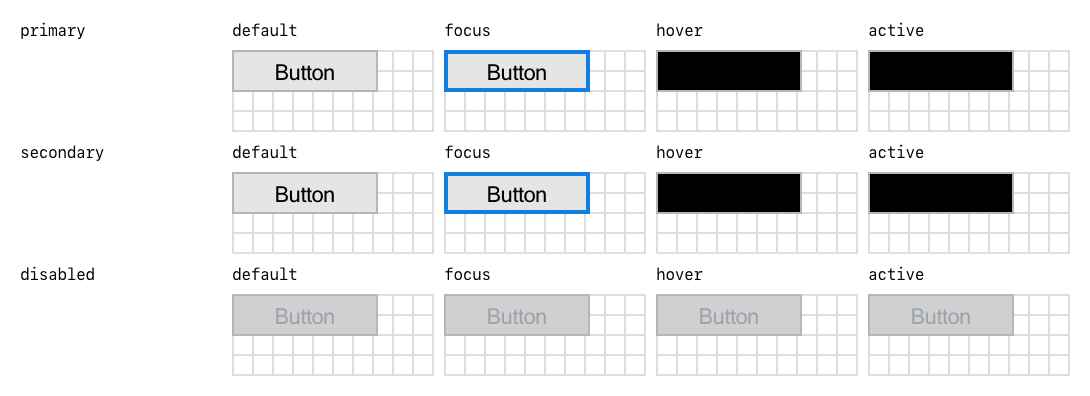 primary
default
focus
hover
active
Button
Button
secondary
default
focus
hover
active
Button
Button
disabled
default
focus
hover
active
Button
Button
Button
Button